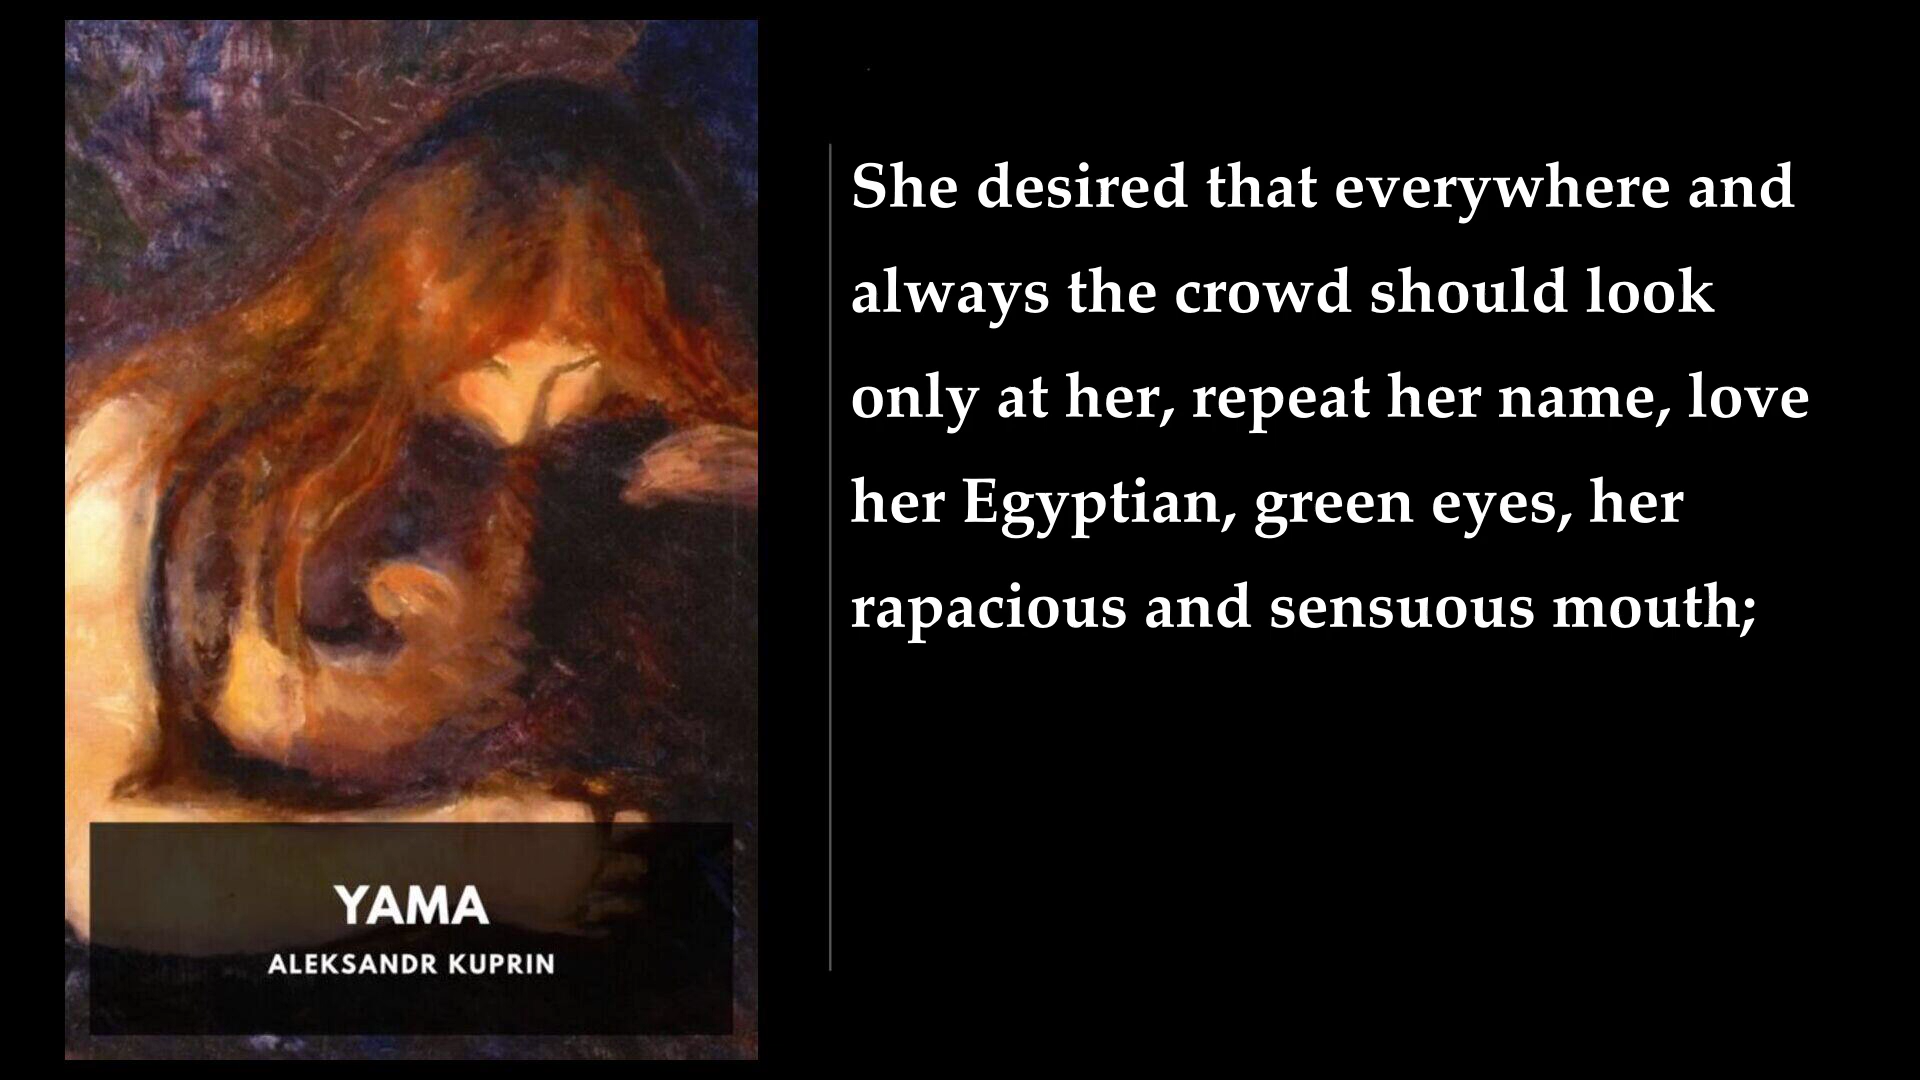 YAMA
ALEKSANDR KUPRIN
She desired that everywhere and
always the crowd should look
only at her, repeat her name, love
her Egyptian, green eyes, her
rapacious and sensuous mouth;